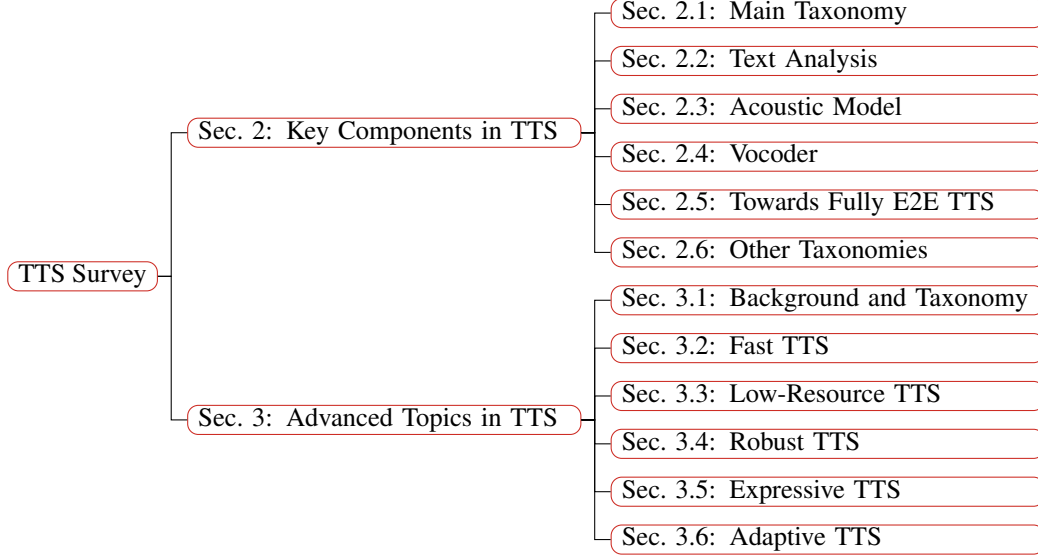 TTS Survey
Sec. 2: Key Components in TTS
Sec. 2.1: Main Taxonomy
Sec. 2.2: Text Analysis
Sec. 2.3: Acoustic Model
Sec. 2.4: Vocoder
Sec. 2.5: Towards Fully E2E TTS
Sec. 2.6: Other Taxonomies
Sec. 3: Advanced Topics in TTS
Sec. 3.1: Background and Taxonomy
Sec. 3.2: Fast TTS
Sec. 3.3: Low-Resource TTS
Sec. 3.4: Robust TTS
Sec. 3.5: Expressive TTS
Sec. 3.6: Adaptive TTS